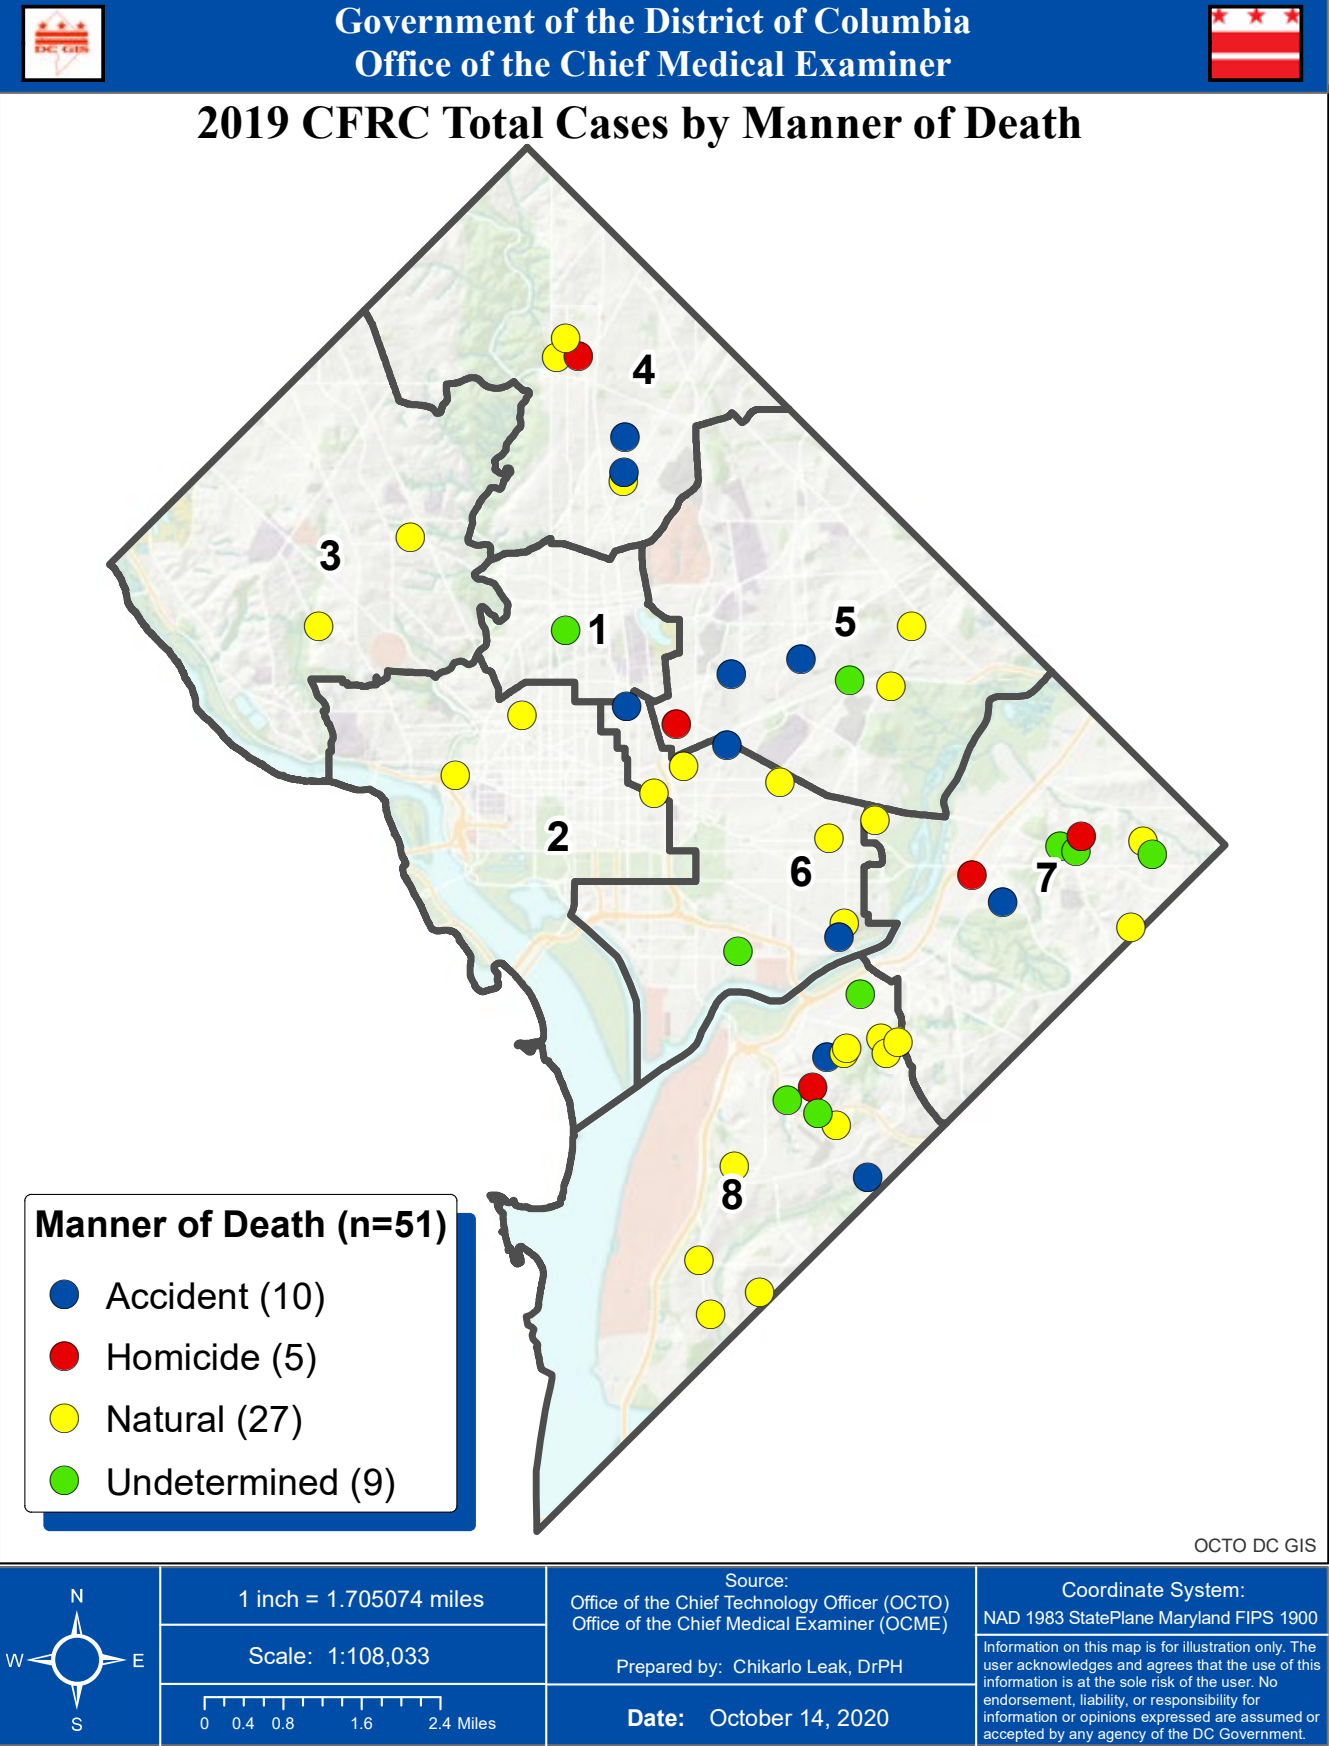 DC GIS
Government of the District of Columbia
Office of the Chief Medical Examiner
2019 CFRC Total Cases by Manner of Death
4
3
1
5
2
6
7
8
Manner of Death (n=51)
Accident (10)
Homicide (5)
Natural (27)
Undetermined (9)
OCTO DC GIS
N
W
E
S
1 inch = 1.705074 miles
Scale: 1:108,033
0 0.4 0.8 1.6 2.4 Miles
Source:
Office of the Chief Technology Officer (OCTO)
Office of the Chief Medical Examiner (OCME)
Prepared by: Chikarlo Leak, DrPH
Date: October 14, 2020
Coordinate System:
NAD 1983 StatePlane Maryland FIPS 1900
Information on this map is for illustration only. The
user acknowledges and agrees that the use of this
information is at the sole risk of the user. No
endorsement, liability, or responsibility for
information or opinions expressed are assumed or
accepted by any agency of the DC Government.